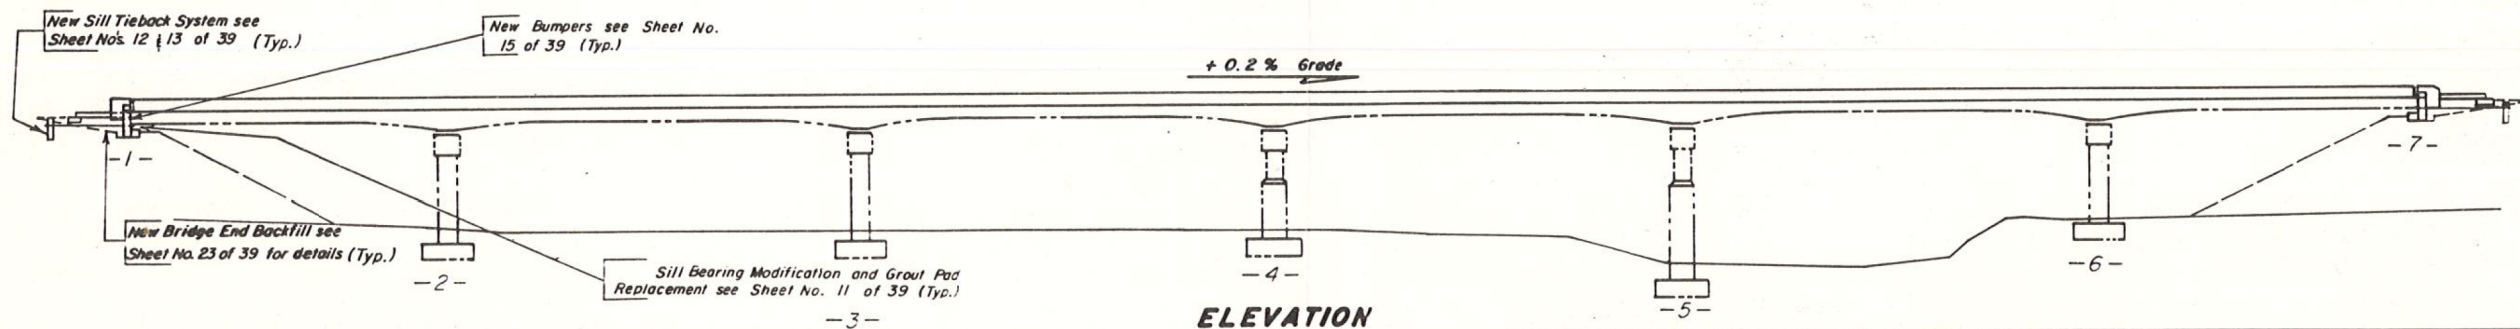 New Sill Tieback System see
Sheet No's. 12 & 13 of 39 (Typ.)
New Bumpers see Sheet No.
15 of 39 (Typ.)
+ 0.2 % Grade
-1-
-7-
New Bridge End Backfill see
Sheet No. 23 of 39 for details (Typ.)
Sill Bearing Modification and Grout Pad
Replacement see Sheet No. 11 of 39 (Typ.)
-2-
-3-
-4-
-5-
-6-
ELEVATION